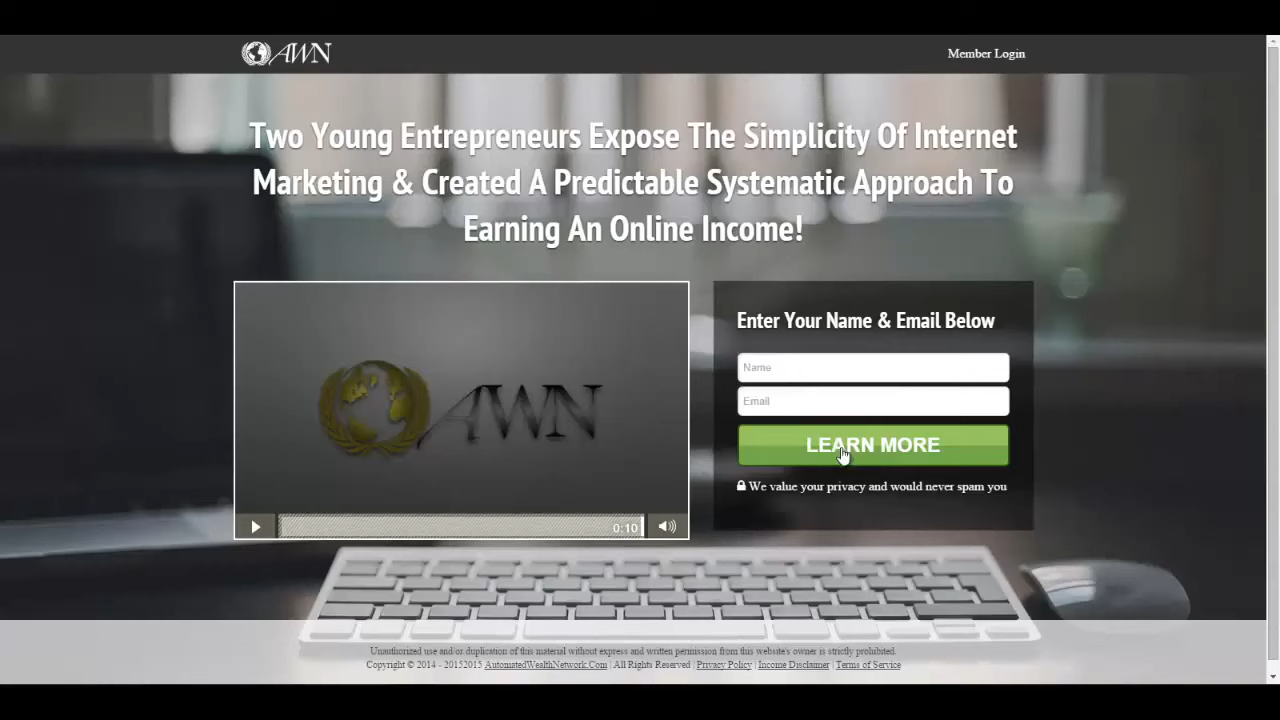 AWN
Member Login
Two Young Entrepreneurs Expose The Simplicity Of Internet
Marketing & Created A Predictable Systematic Approach To
Earning An Online Income!
AWN
0:10
Enter Your Name & Email Below
Name
Email
LEARN MORE
We value your privacy and would never spam you
Unauthorized use and/or duplication of this material without express and written permission from this website's owner is strictly prohibited.
Copyright © 2014 - 20152015 AutomatedWealthNetwork.Com | All Rights Reserved | Privacy Policy | Income Disclaimer | Terms of Service